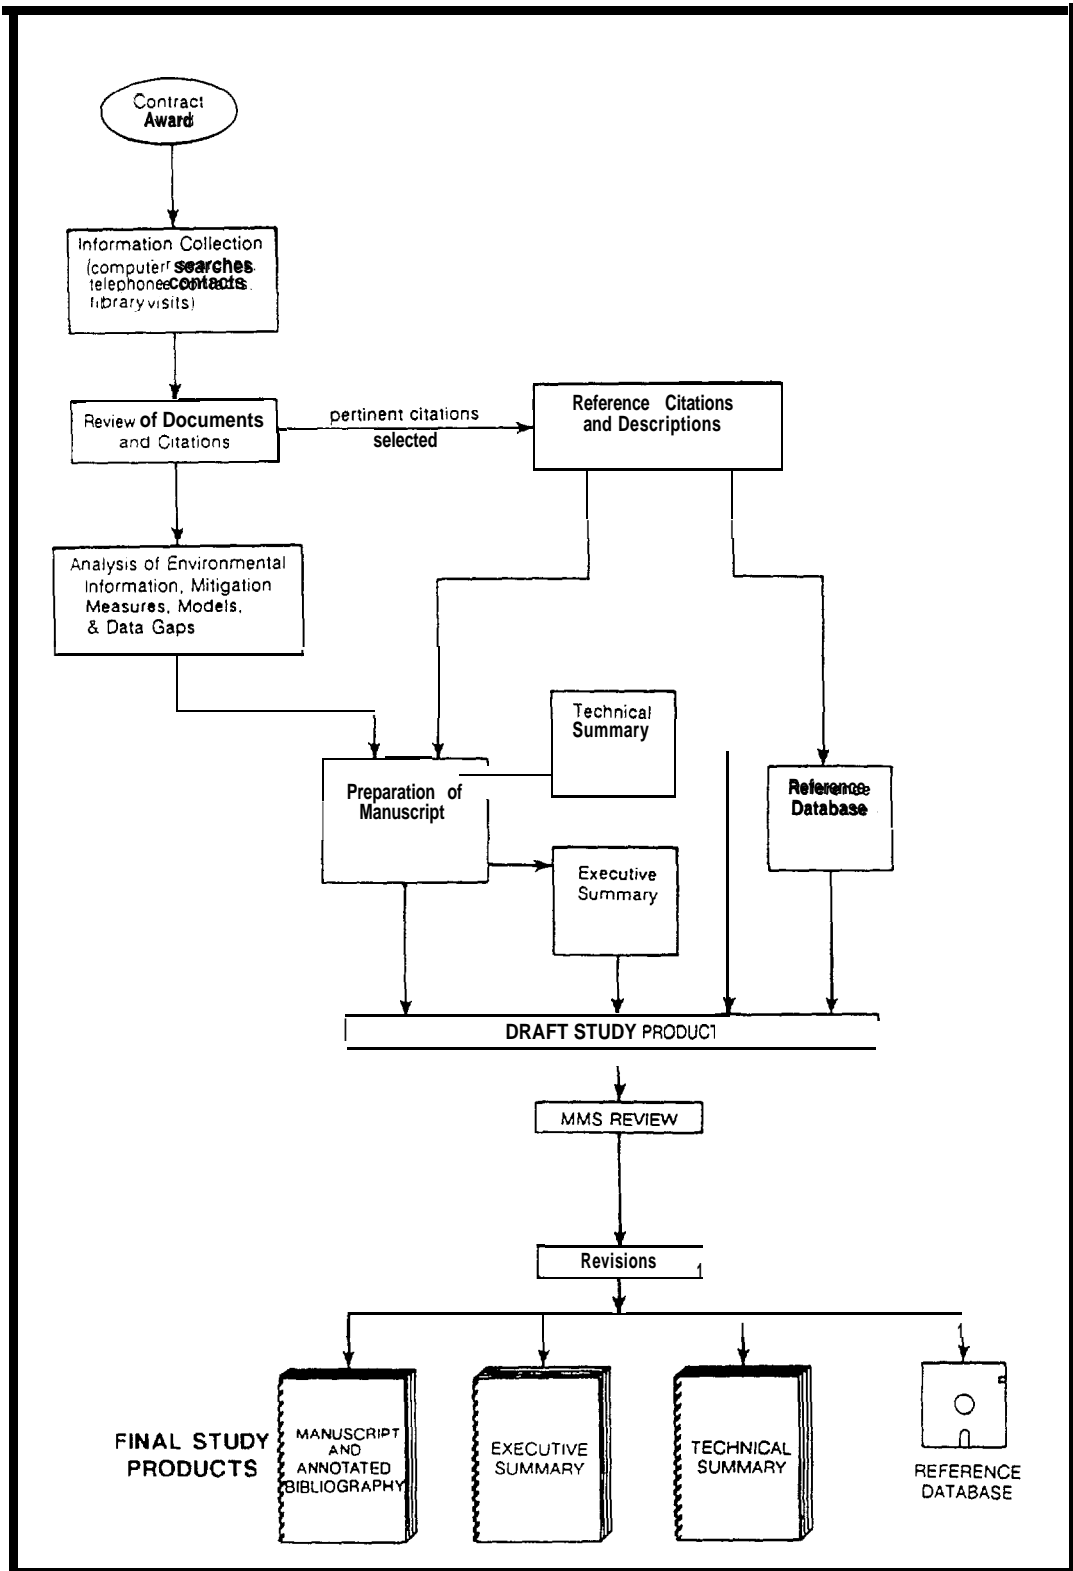 Contract
Award
Information Collection
(computer searches,
telephone contacts,
library visits)
Review of Documents
and Citations
pertinent citations
selected
Reference Citations
and Descriptions
Analysis of Environmental
Information, Mitigation
Measures, Models,
& Data Gaps
Technical
Summary
Preparation of
Manuscript
Reference
Database
Executive
Summary
DRAFT STUDY PRODUCT
MMS REVIEW
Revisions
FINAL STUDY
PRODUCTS
MANUSCRIPT
AND
ANNOTATED
BIBLIOGRAPHY
EXECUTIVE
SUMMARY
TECHNICAL
SUMMARY
REFERENCE
DATABASE